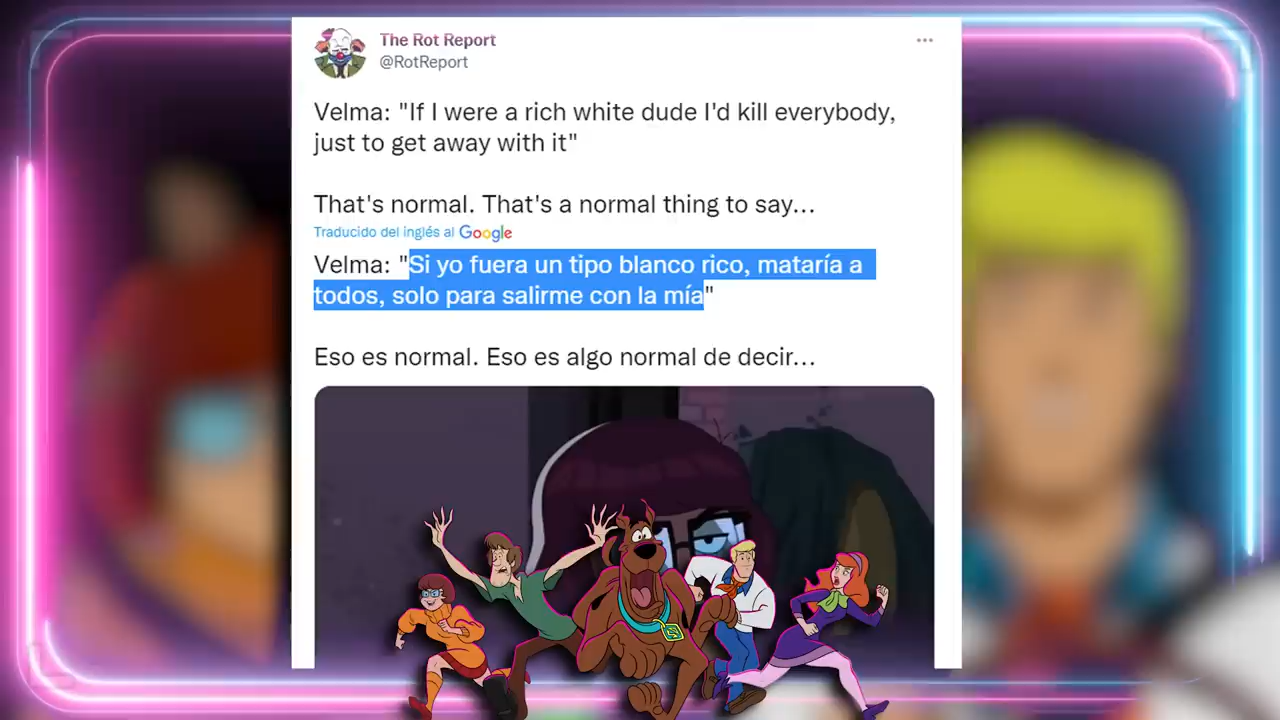 The Rot Report
@RotReport
Velma: "If I were a rich white dude I'd kill everybody,
just to get away with it"
That's normal. That's a normal thing to say...
Traducido del inglés al Google
Velma: "Si yo fuera un tipo blanco rico, mataría a
todos, solo para salirme con la mía"
Eso es normal. Eso es algo normal de decir...